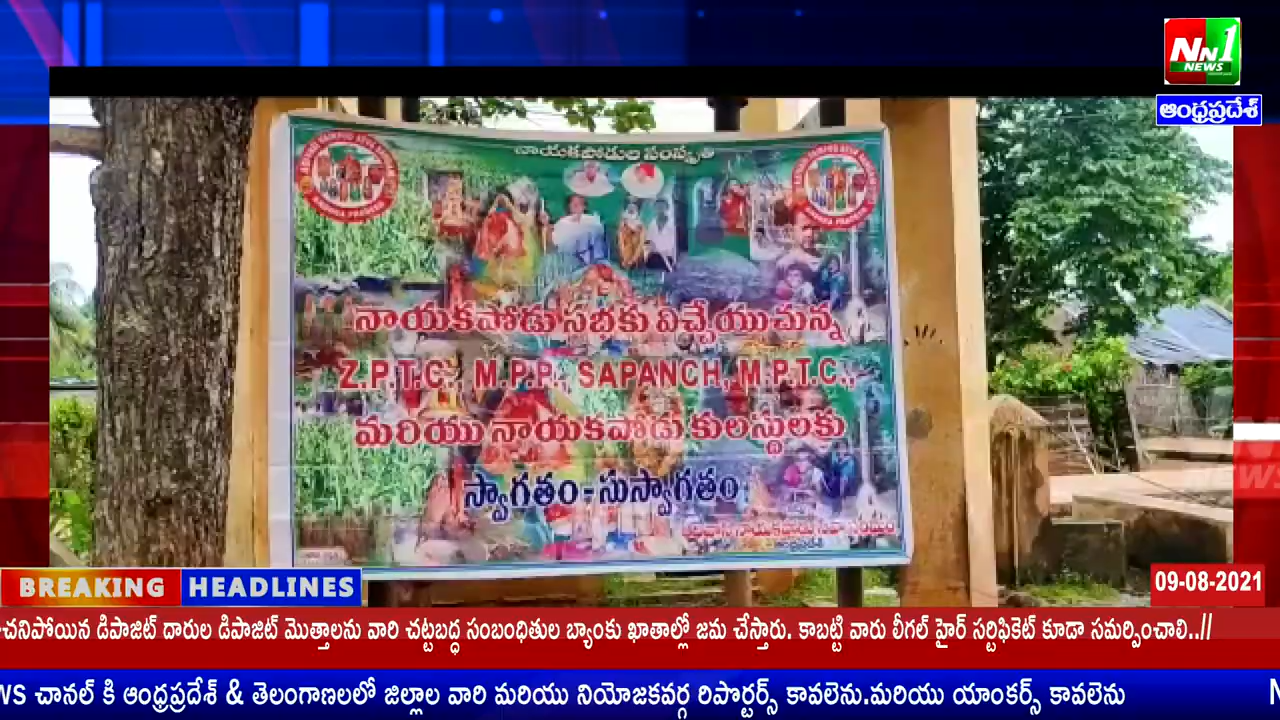 NN1
NEWS
ఆంధ్రప్రదేశ్
నాయకపోడుల సంస్కృతి
నాయకపోడు సభకు విచ్చేయుచున్న
Z.P.T.C., M.P.P., SAPANCH, M.P.T.C.,
మరియు నాయకపోడు కులస్థులకు
స్వాగతం - సుస్వాగతం
BREAKING HEADLINES
09-08-2021
చనిపోయిన డిపాజిట్ దారుల డిపాజిట్ మొత్తాలను వారి చట్టబద్ధ సంబంధితుల బ్యాంకు ఖాతాల్లో జమ చేస్తారు. కాబట్టి వారు లీగల్ హైర్ సర్టిఫికెట్ కూడా సమర్పించాలి..//
ws చానల్ కి ఆంధ్రప్రదేశ్ & తెలంగాణలలో జిల్లాల వారి మరియు నియోజకవర్గ రిపోర్టర్స్ కావలెను.మరియు యాంకర్స్ కావలెను